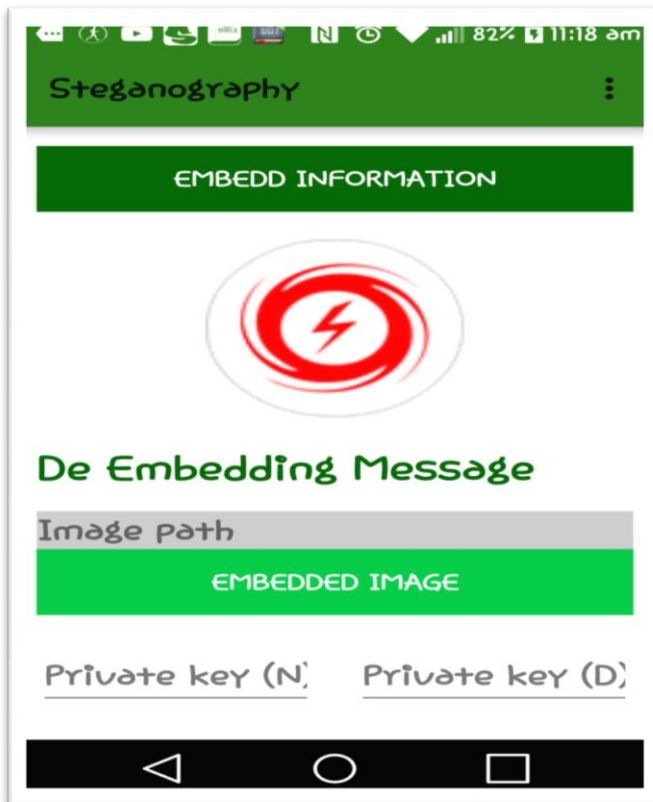 82% 11:18 am
Steganography
EMBEDD INFORMATION
De Embedding Message
Image path
EMBEDDED IMAGE
Private key (N) Private key (D)